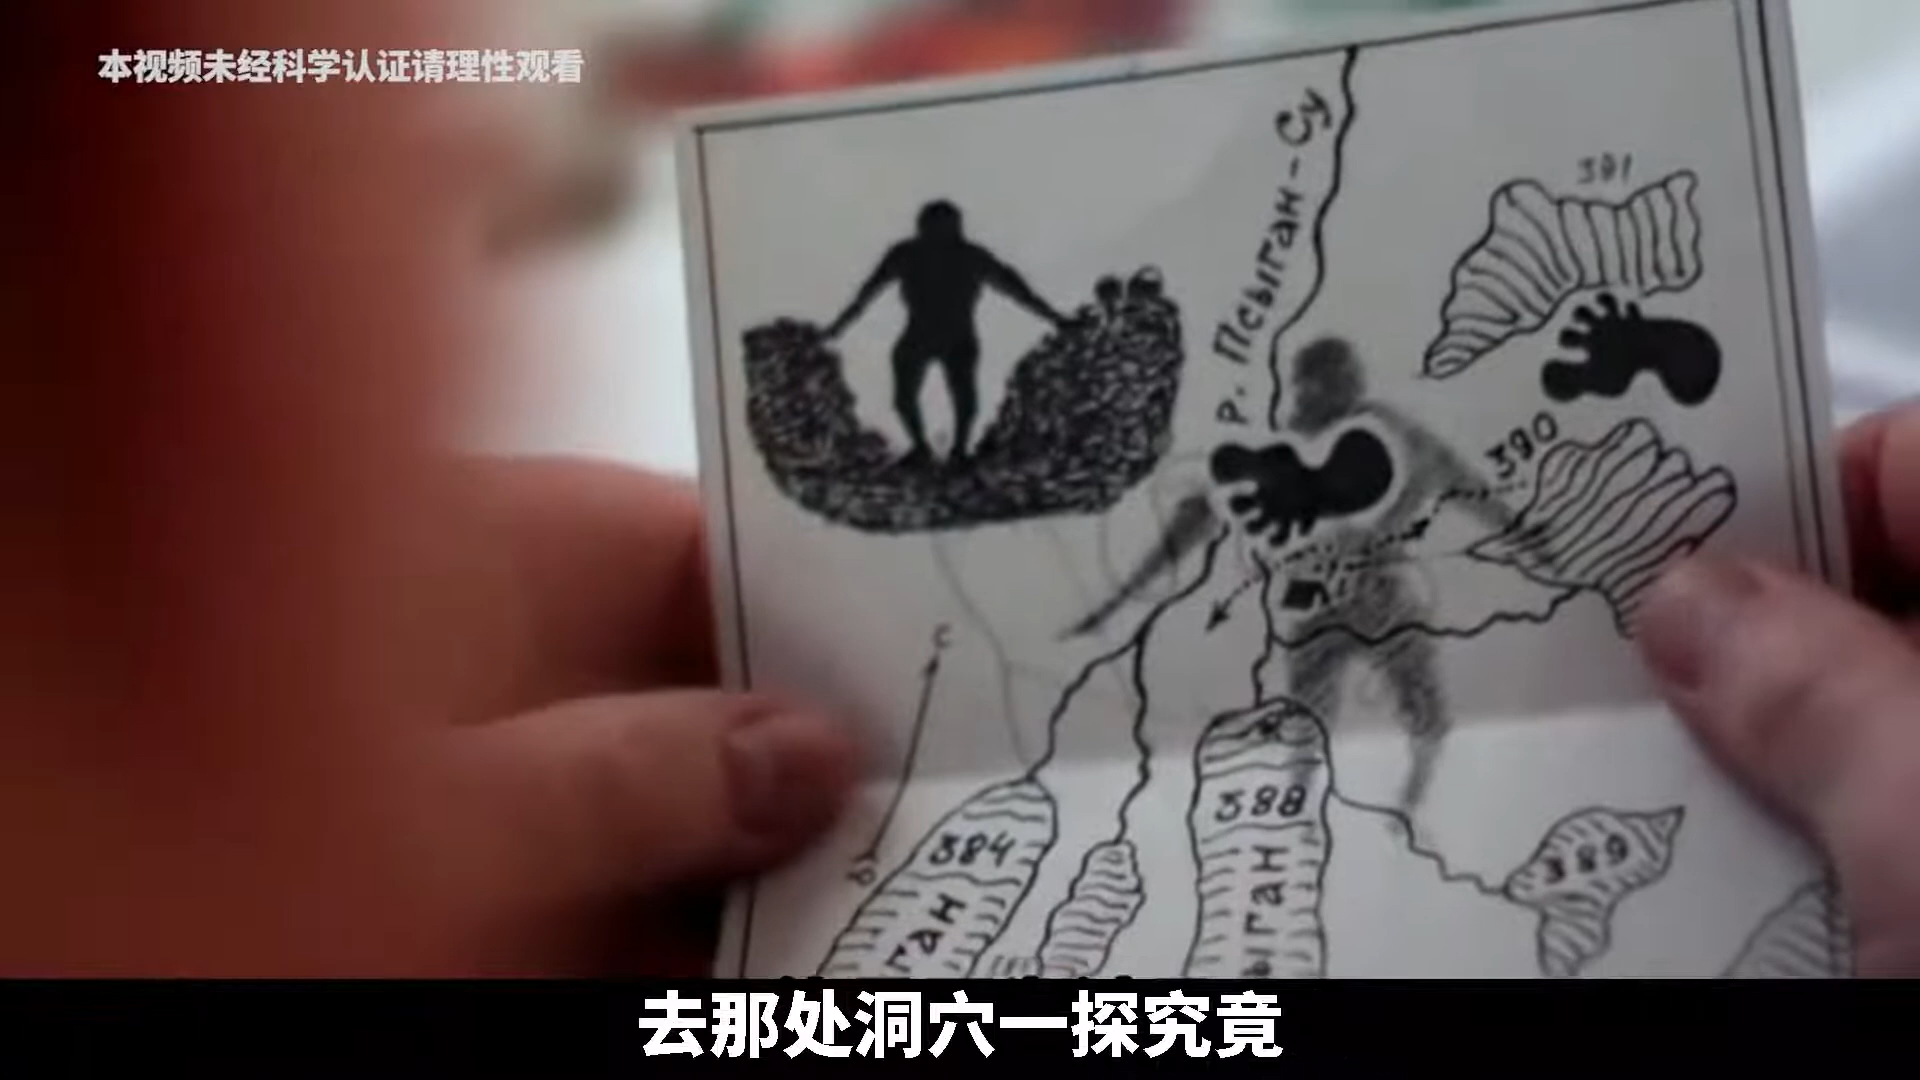 本视频未经科学认证请理性观看
р. Псыган-Су
391
390
С
384
ган
388
ыган
389
去那处洞穴一探究竟